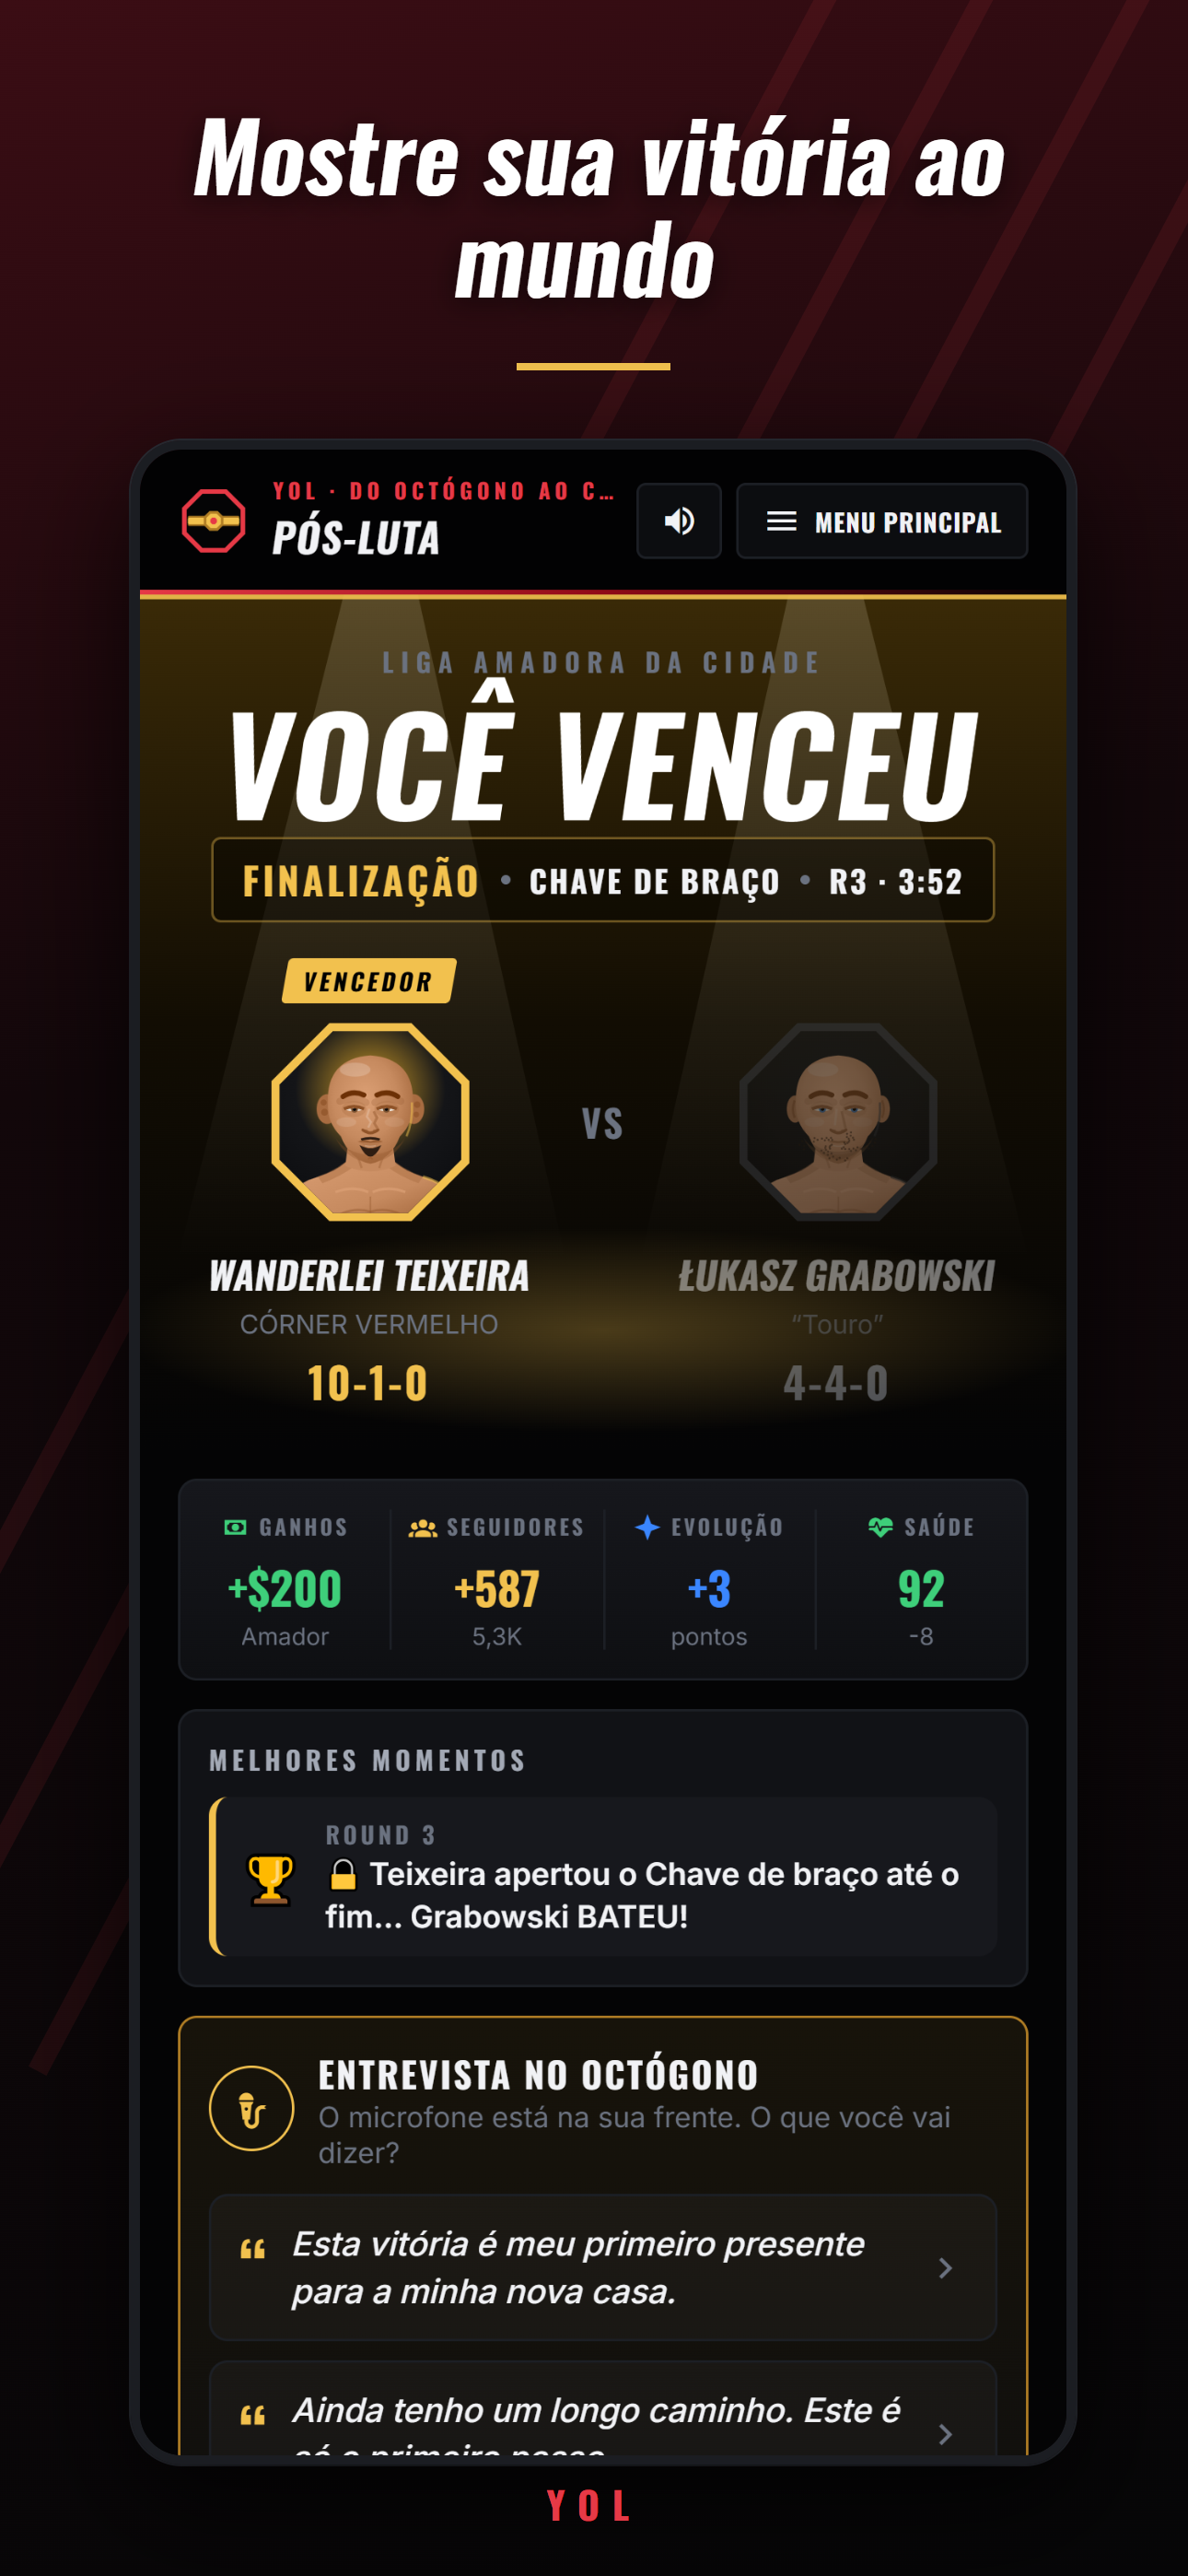 Mostre sua vitória ao
mundo
YOL · DO OCTÓGONO AO C...
PÓS-LUTA
MENU PRINCIPAL
LIGA AMADORA DA CIDADE
VOCÊ VENCEU
FINALIZAÇÃO • CHAVE DE BRAÇO • R3 · 3:52
VENCEDOR
VS
WANDERLEI TEIXEIRA
CÓRNER VERMELHO
10-1-0
ŁUKASZ GRABOWSKI
“Touro”
4-4-0
GANHOS
+$200
Amador
SEGUIDORES
+587
5,3K
EVOLUÇÃO
+3
pontos
SAÚDE
92
-8
MELHORES MOMENTOS
ROUND 3
🔒 Teixeira apertou o Chave de braço até o
fim... Grabowski BATEU!
ENTREVISTA NO OCTÓGONO
O microfone está na sua frente. O que você vai
dizer?
Esta vitória é meu primeiro presente
para a minha nova casa.
Ainda tenho um longo caminho. Este é
só o primeiro passo.
YOL